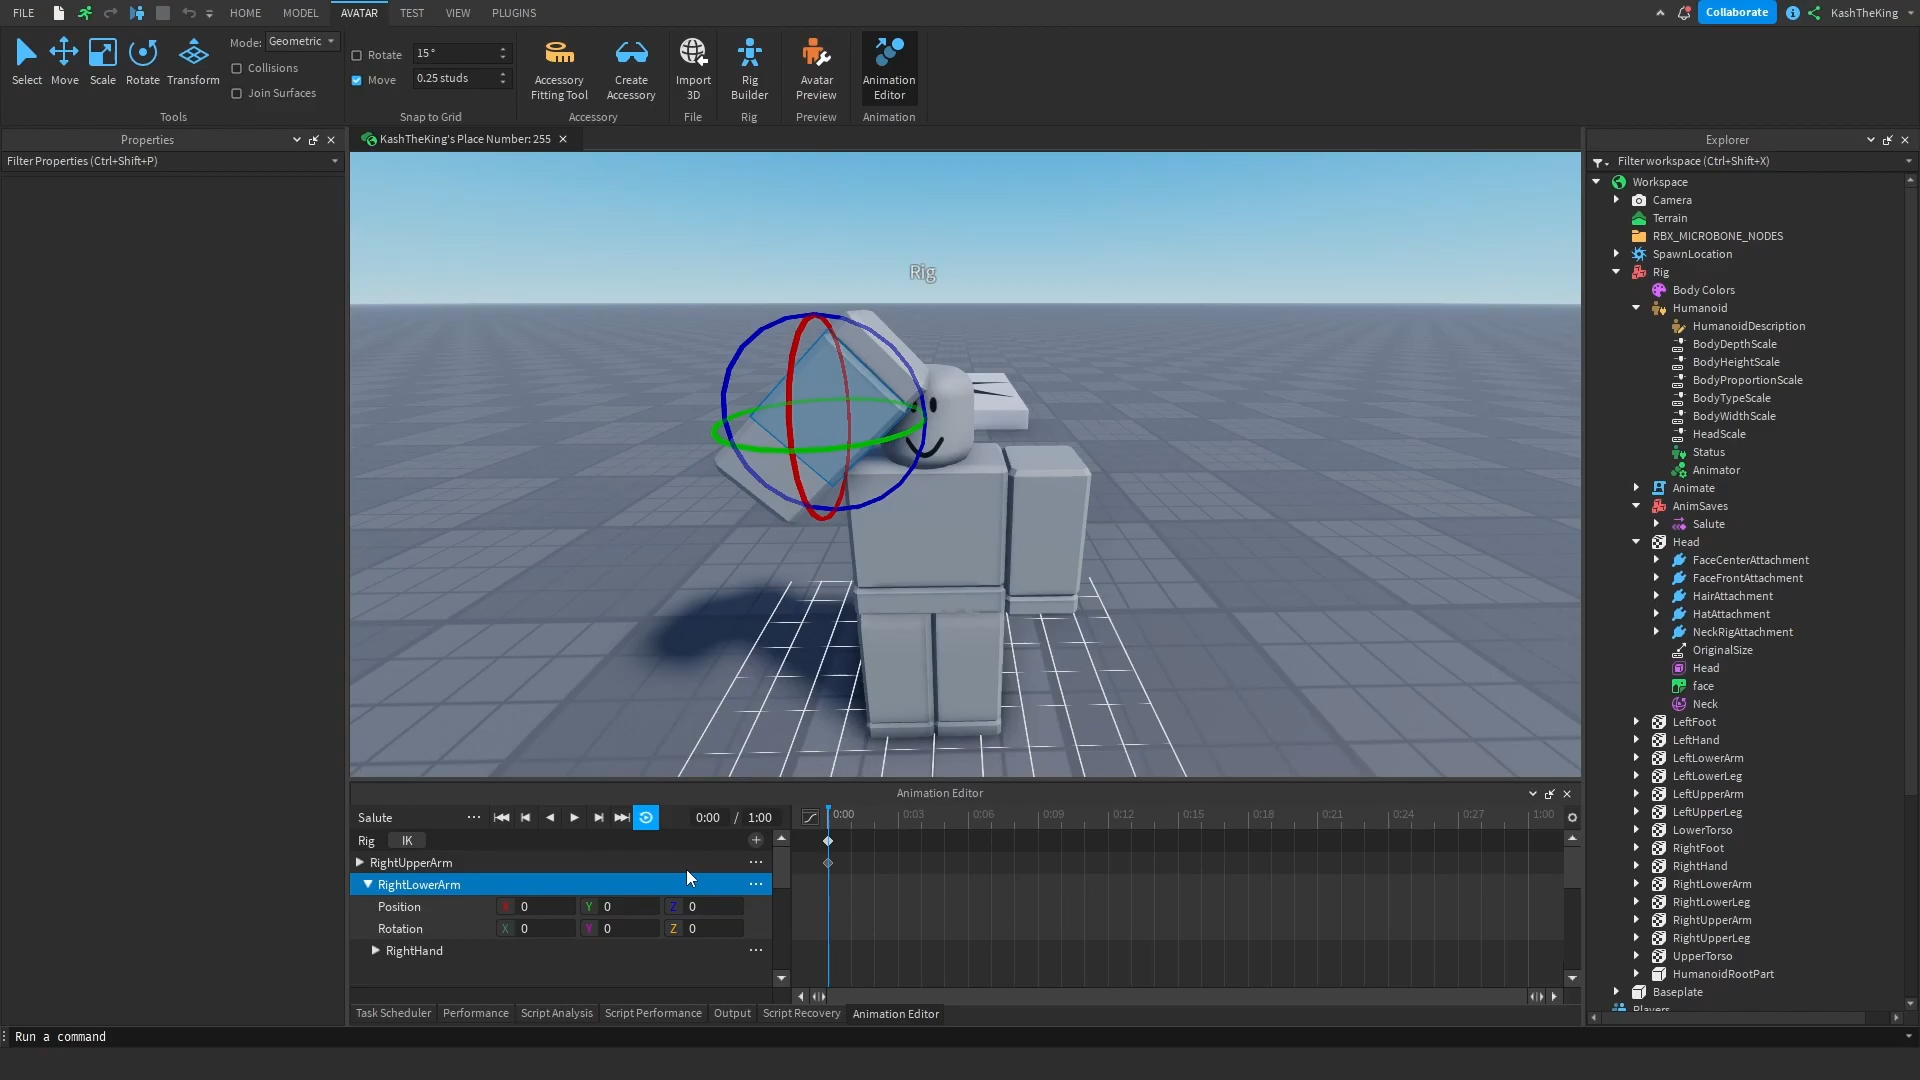 FILE HOME MODEL AVATAR TEST VIEW PLUGINS Collaborate KashTheKing
Select Move Scale Rotate Transform
Mode: Geometric
Collisions
Join Surfaces
Tools
Rotate 15°
Move 0.25 studs
Snap to Grid
Accessory
Fitting Tool
Create
Accessory
Accessory
Import
3D
File
Rig
Builder
Rig
Avatar
Preview
Preview
Animation
Editor
Animation
Properties
Filter Properties (Ctrl+Shift+P)
KashTheKing's Place Number: 255
Rig
Explorer
Filter workspace (Ctrl+Shift+X)
Workspace
Camera
Terrain
RBX_MICROBONE_NODES
SpawnLocation
Rig
Body Colors
Humanoid
HumanoidDescription
BodyDepthScale
BodyHeightScale
BodyProportionScale
BodyTypeScale
BodyWidthScale
HeadScale
Status
Animator
Animate
AnimSaves
Salute
Head
FaceCenterAttachment
FaceFrontAttachment
HairAttachment
HatAttachment
NeckRigAttachment
OriginalSize
Head
face
Neck
LeftFoot
LeftHand
LeftLowerArm
LeftLowerLeg
LeftUpperArm
LeftUpperLeg
LowerTorso
RightFoot
RightHand
RightLowerArm
RightLowerLeg
RightUpperArm
RightUpperLeg
UpperTorso
HumanoidRootPart
Baseplate
Players
Animation Editor
Salute 0:00 / 1:00 0:00 0:03 0:06 0:09 0:12 0:15 0:18 0:21 0:24 0:27 1:00
Rig IK
RightUpperArm
RightLowerArm
Position X 0 Y 0 Z 0
Rotation X 0 Y 0 Z 0
RightHand
Task Scheduler Performance Script Analysis Script Performance Output Script Recovery Animation Editor
Run a command